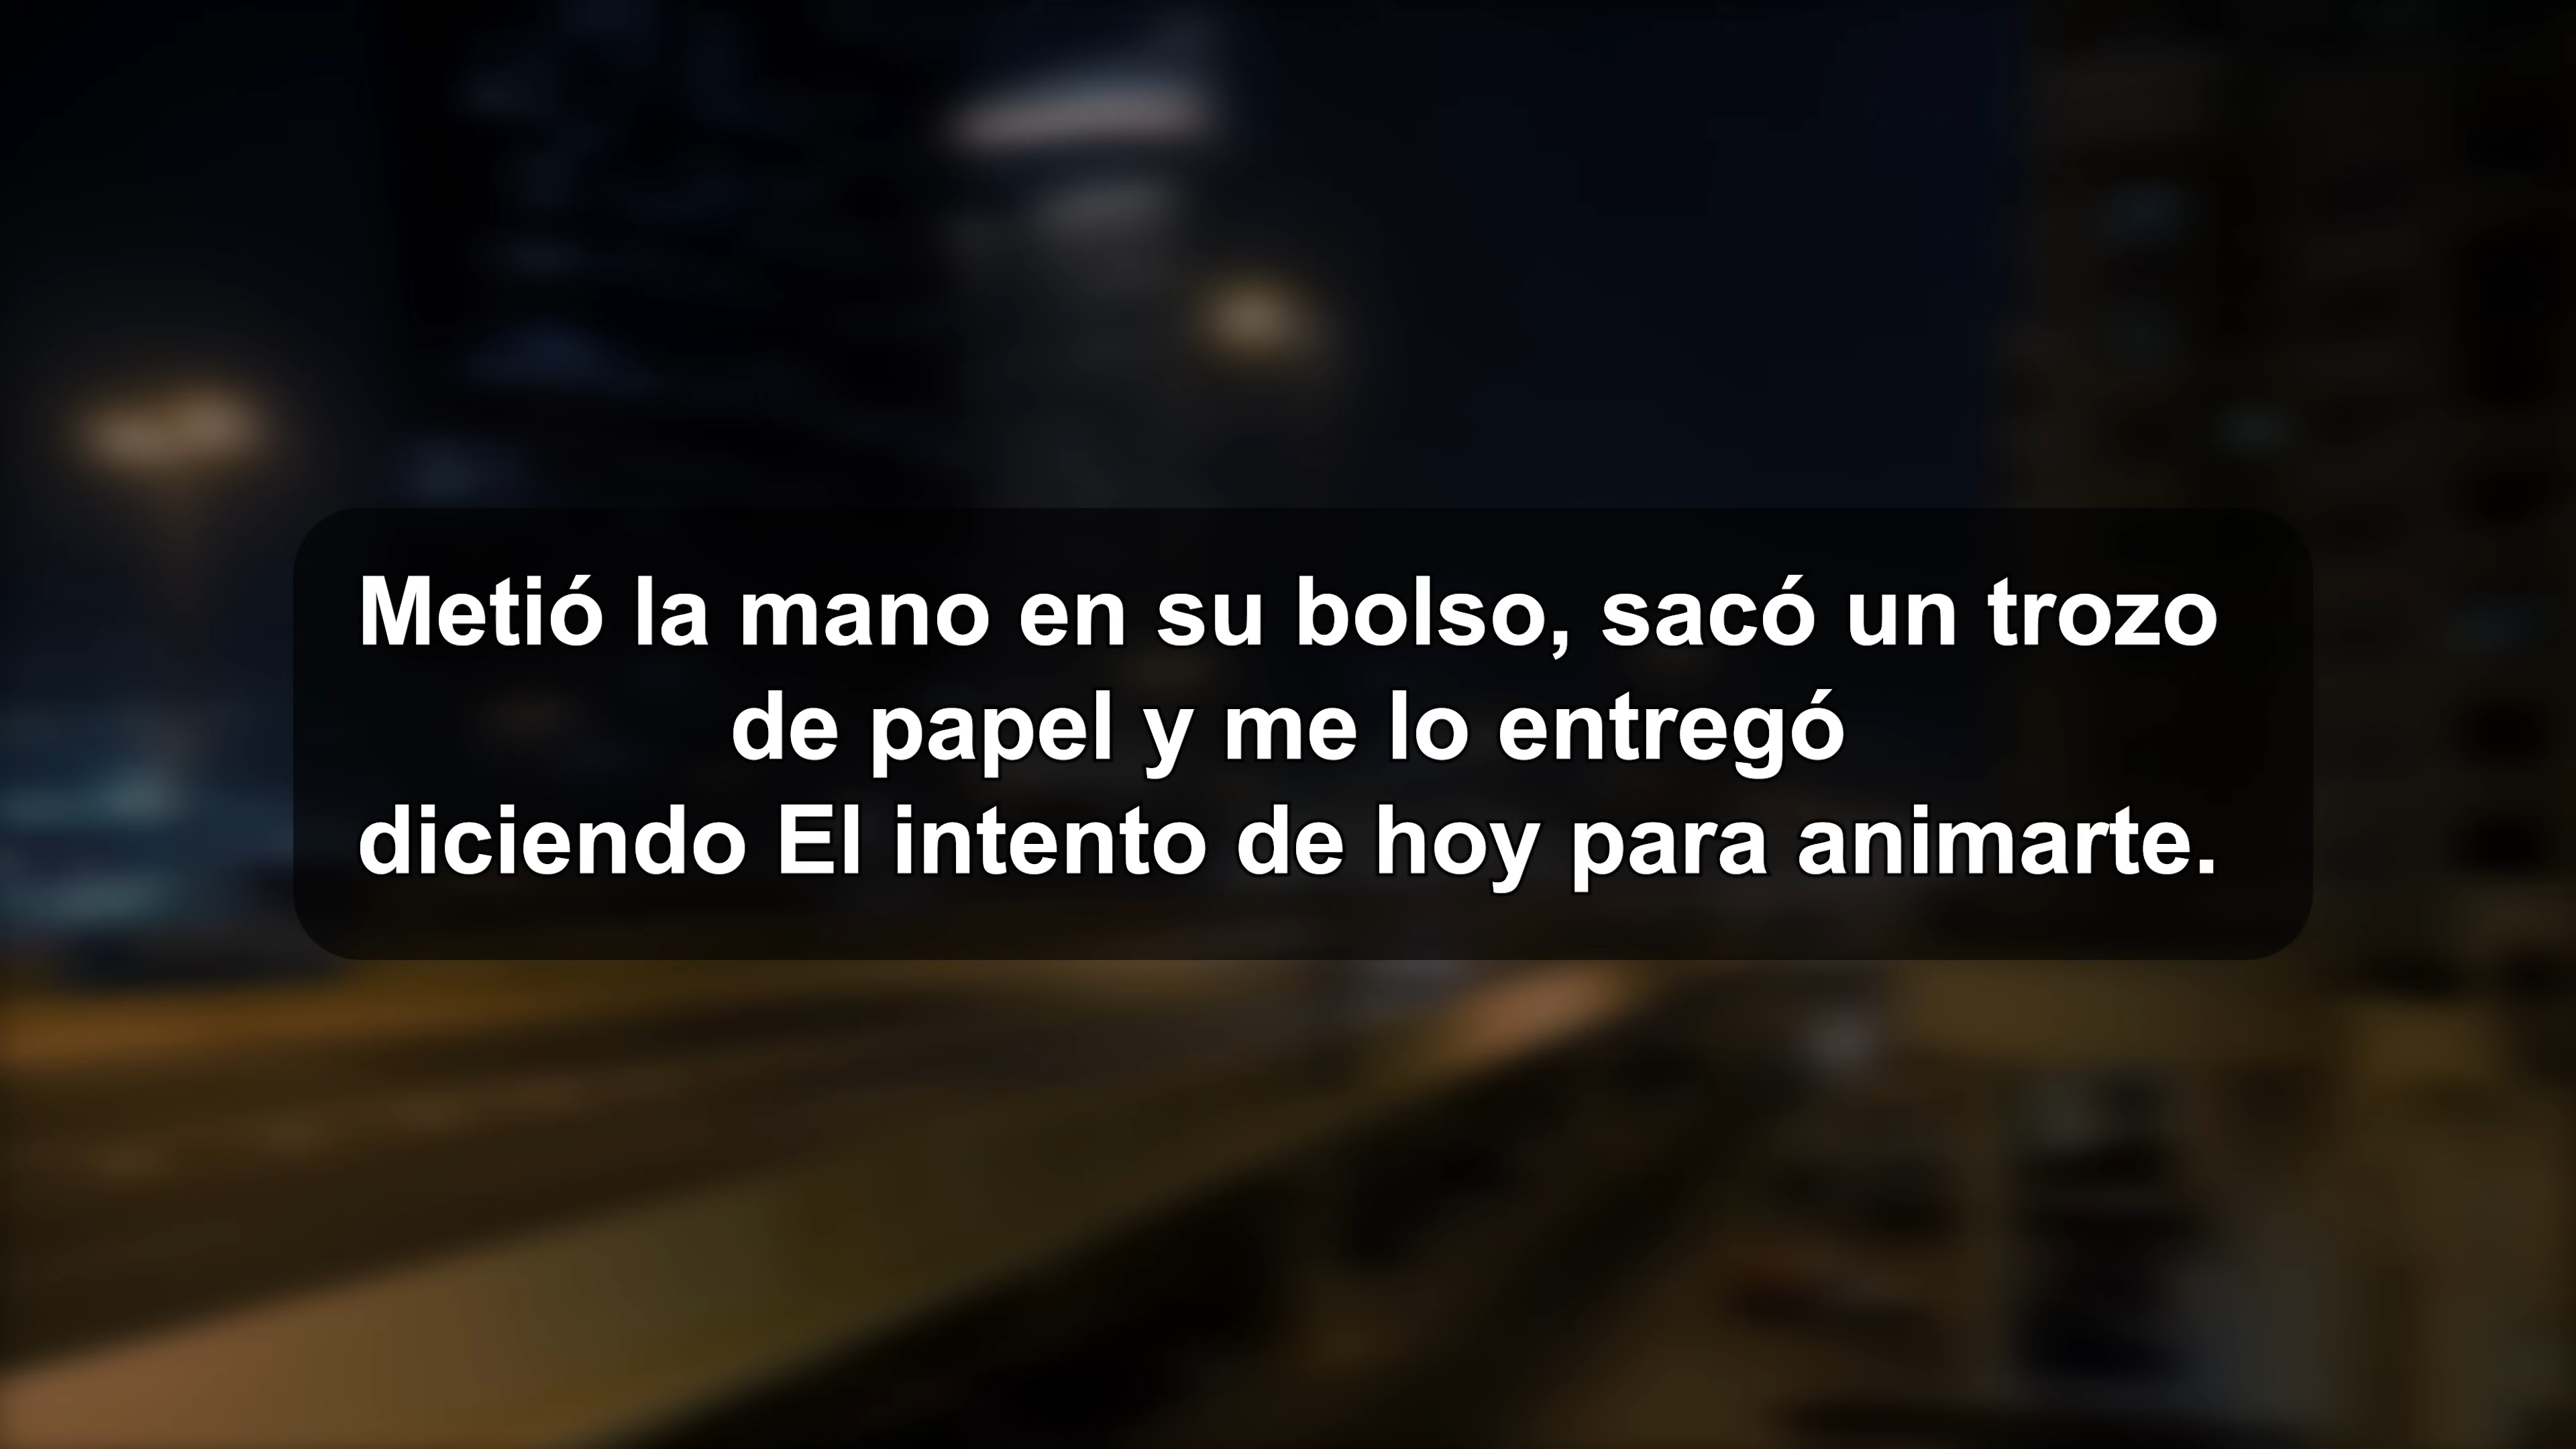 Metió la mano en su bolso, sacó un trozo
de papel y me lo entregó
diciendo El intento de hoy para animarte.